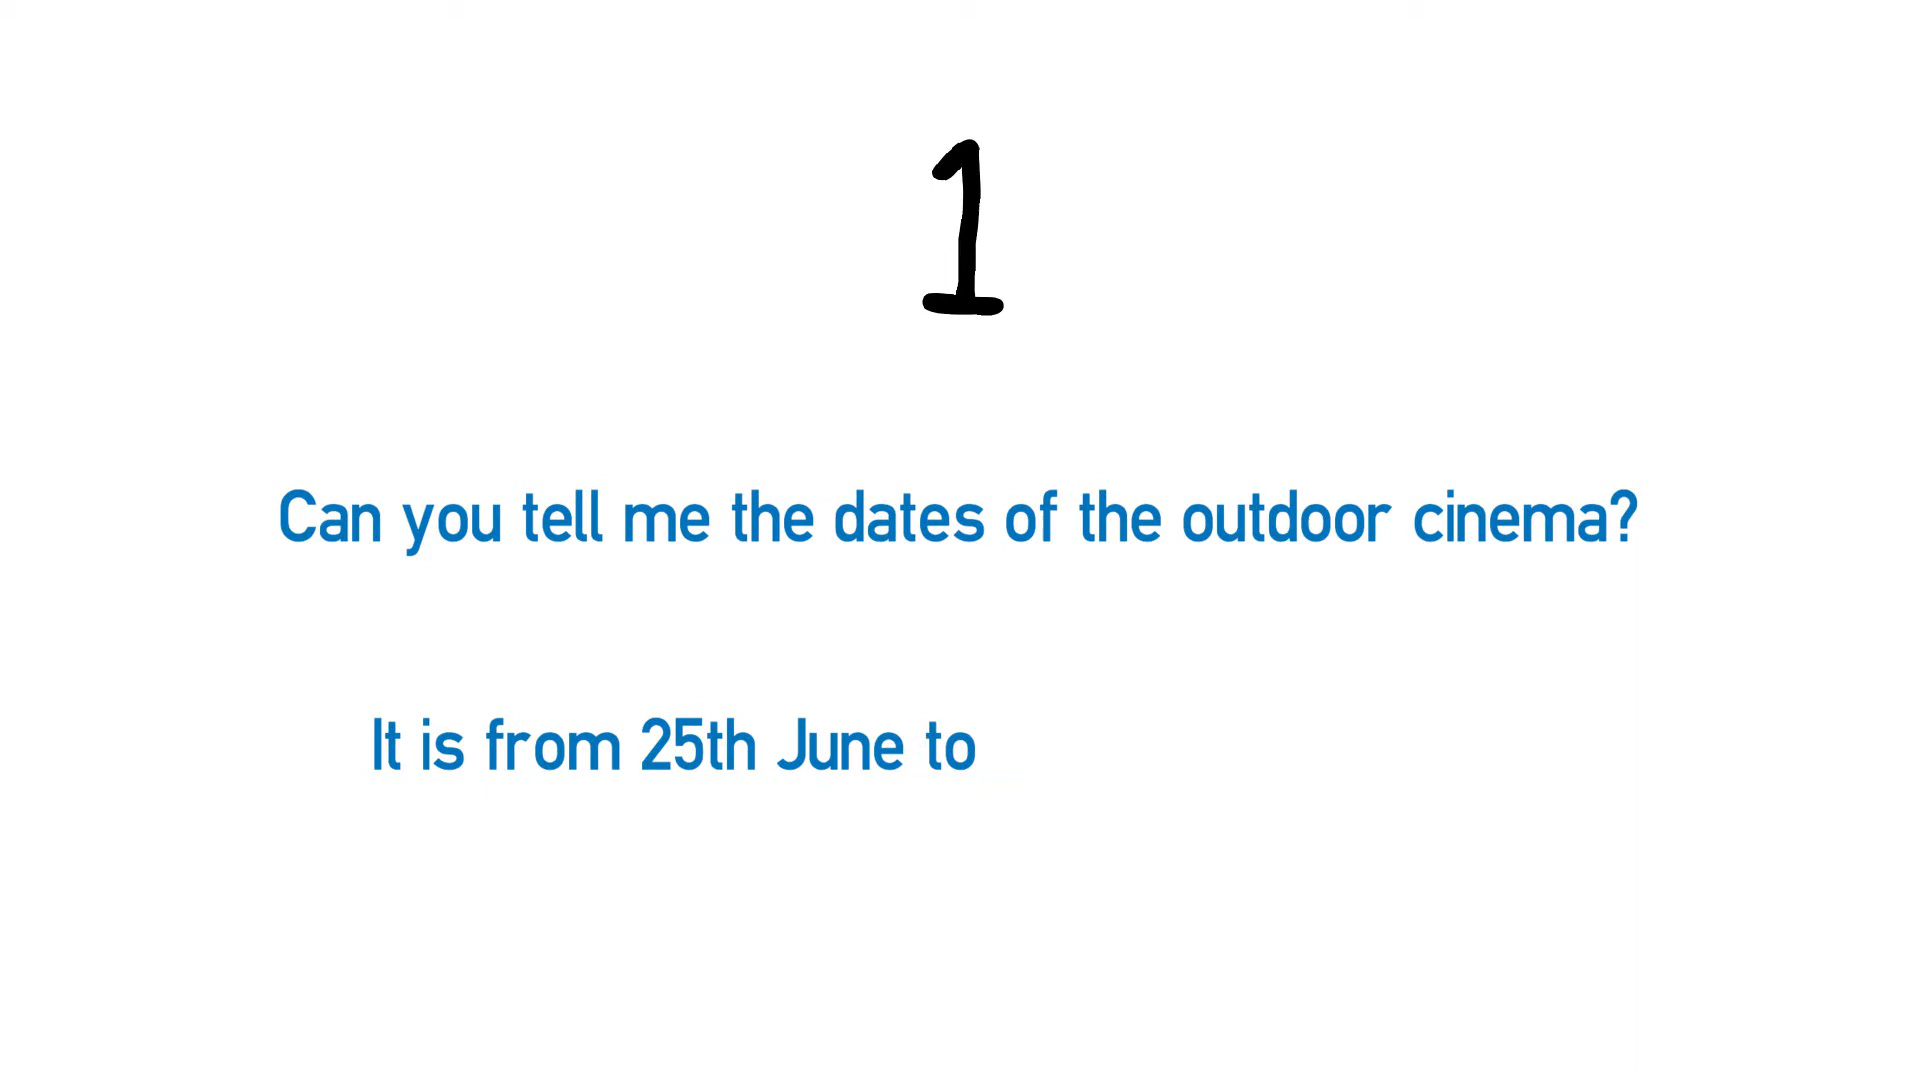 1
Can you tell me the dates of the outdoor cinema?
It is from 25th June to